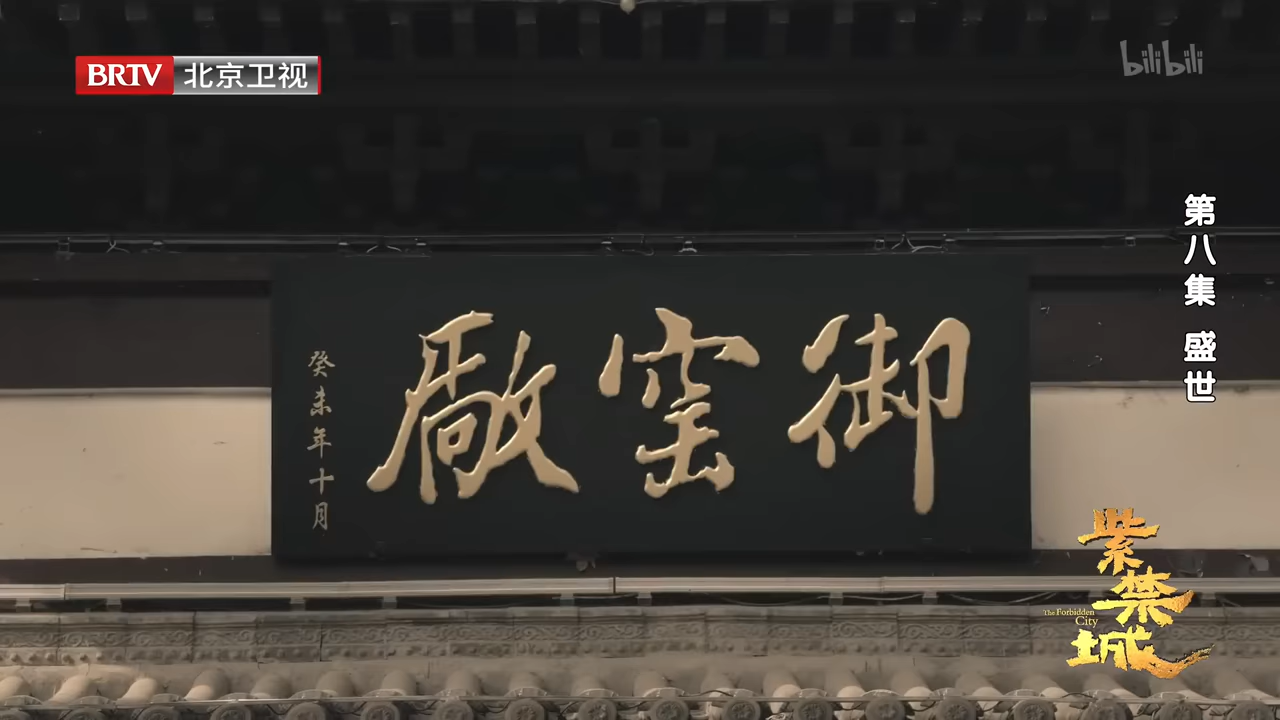 BRTV 北京卫视
bilibili
第八集 盛世
御窑廠
癸未年十月
紫禁城
The Forbidden
City